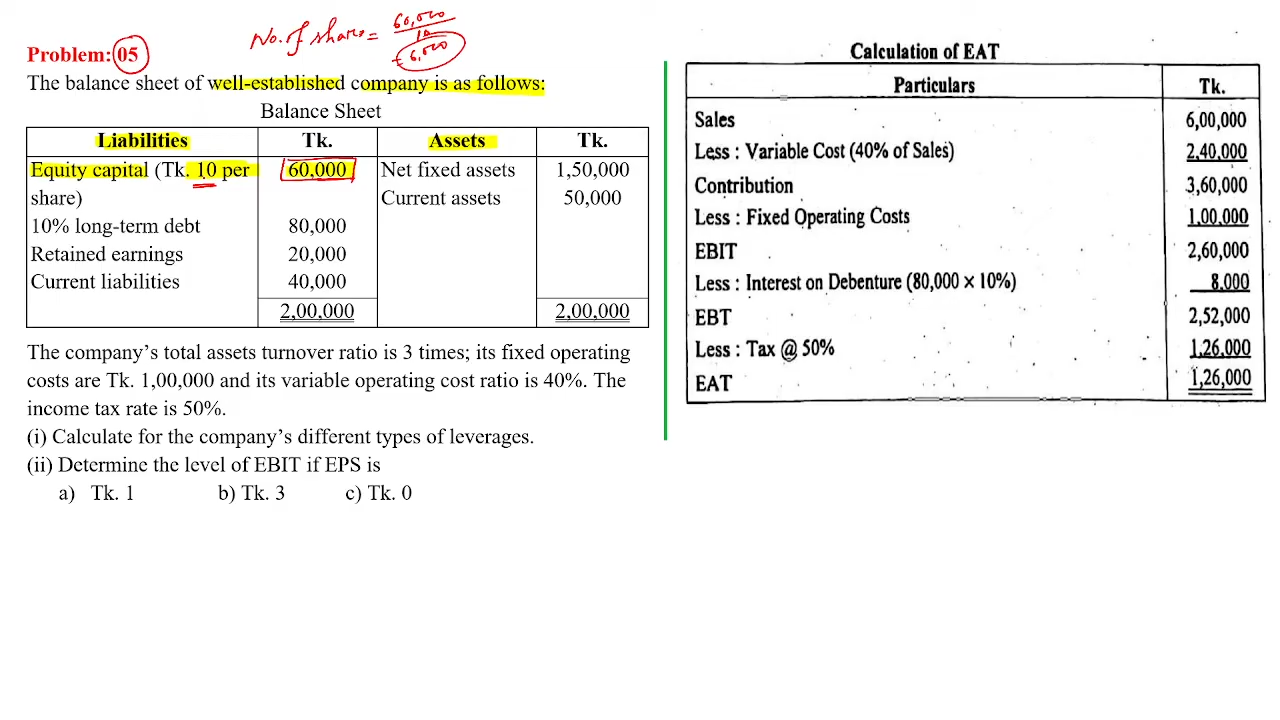 No. of share = 60,000
10
= 6,000
Problem: 05
The balance sheet of well-established company is as follows:
Balance Sheet
Liabilities Tk. Assets Tk.
Equity capital (Tk. 10 per 60,000 Net fixed assets 1,50,000
share) Current assets 50,000
10% long-term debt 80,000
Retained earnings 20,000
Current liabilities 40,000
2,00,000 2,00,000
The company’s total assets turnover ratio is 3 times; its fixed operating
costs are Tk. 1,00,000 and its variable operating cost ratio is 40%. The
income tax rate is 50%.
(i) Calculate for the company’s different types of leverages.
(ii) Determine the level of EBIT if EPS is
a) Tk. 1 b) Tk. 3 c) Tk. 0
Calculation of EAT
Particulars Tk.
Sales 6,00,000
Less : Variable Cost (40% of Sales) 2,40,000
Contribution 3,60,000
Less : Fixed Operating Costs 1,00,000
EBIT 2,60,000
Less : Interest on Debenture (80,000 × 10%) 8,000
EBT 2,52,000
Less : Tax @ 50% 1,26,000
EAT 1,26,000